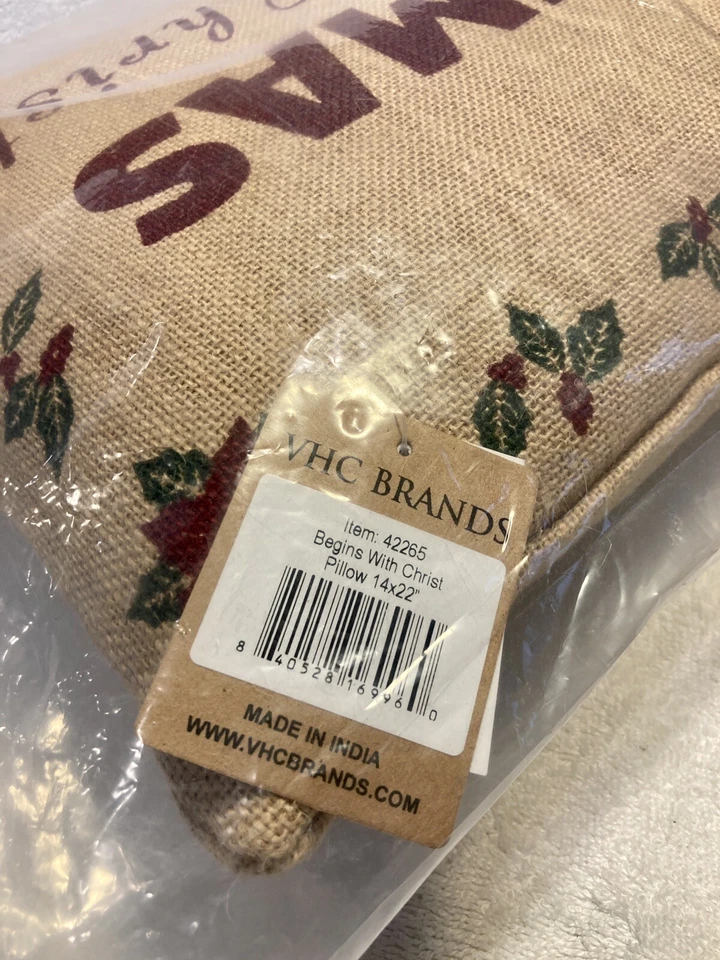 hrist
MAS
VHC BRANDS
Item: 42265
Begins With Christ
Pillow 14x22"
8 40528 16996 0
MADE IN INDIA
WWW.VHCBRANDS.COM